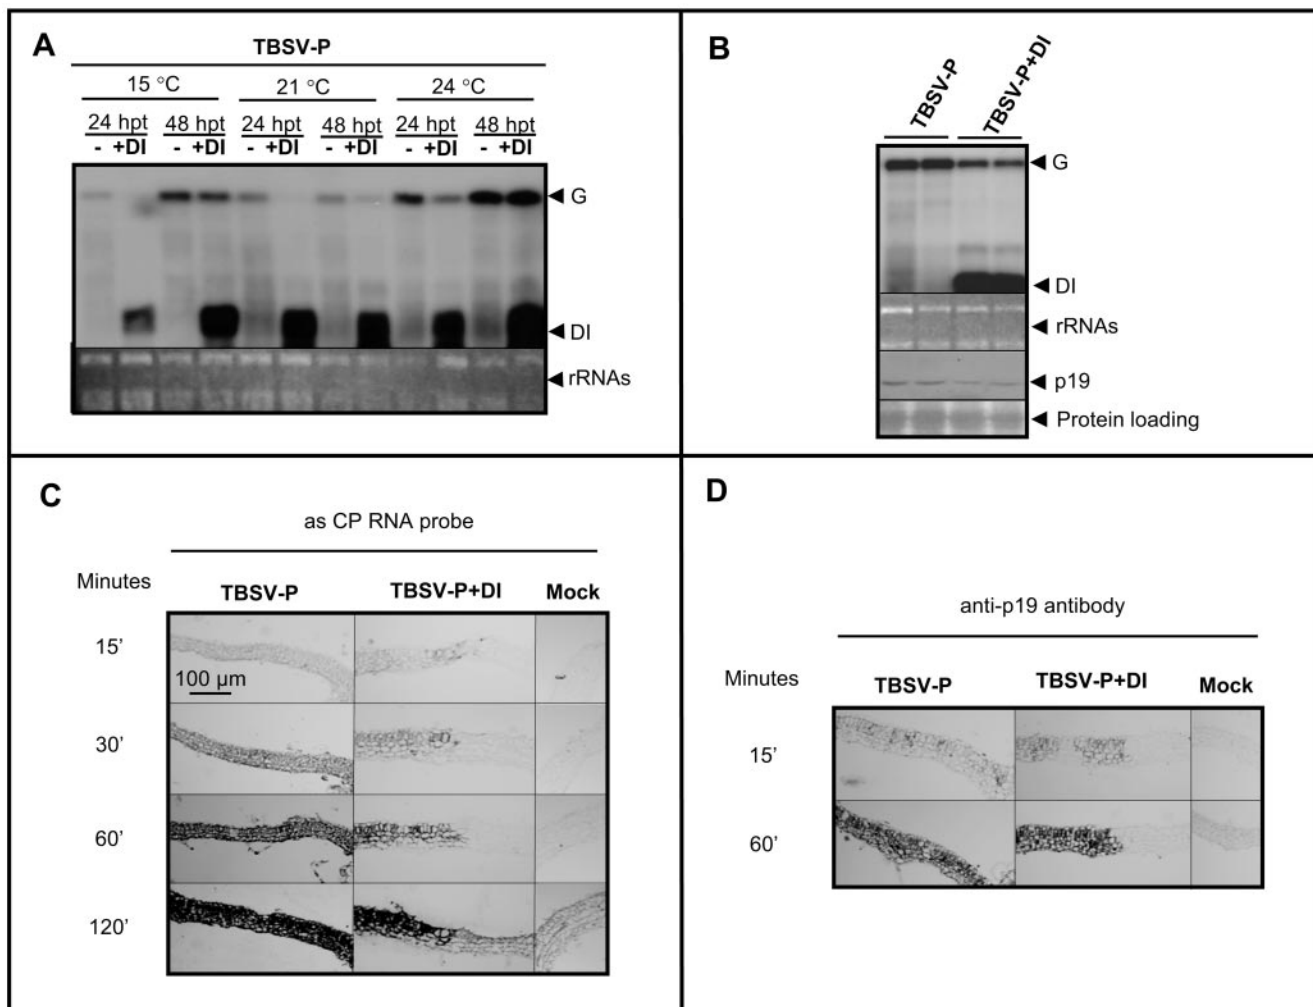 A
TBSV-P
15 °C 21 °C 24 °C
24 hpt 48 hpt 24 hpt 48 hpt 24 hpt 48 hpt
- +DI - +DI - +DI - +DI - +DI - +DI
G
DI
rRNAs
B
TBSV-P
TBSV-P+DI
G
DI
rRNAs
p19
Protein loading
C
as CP RNA probe
Minutes TBSV-P TBSV-P+DI Mock
15’
100 µm
30’
60’
120’
D
anti-p19 antibody
Minutes TBSV-P TBSV-P+DI Mock
15’
60’